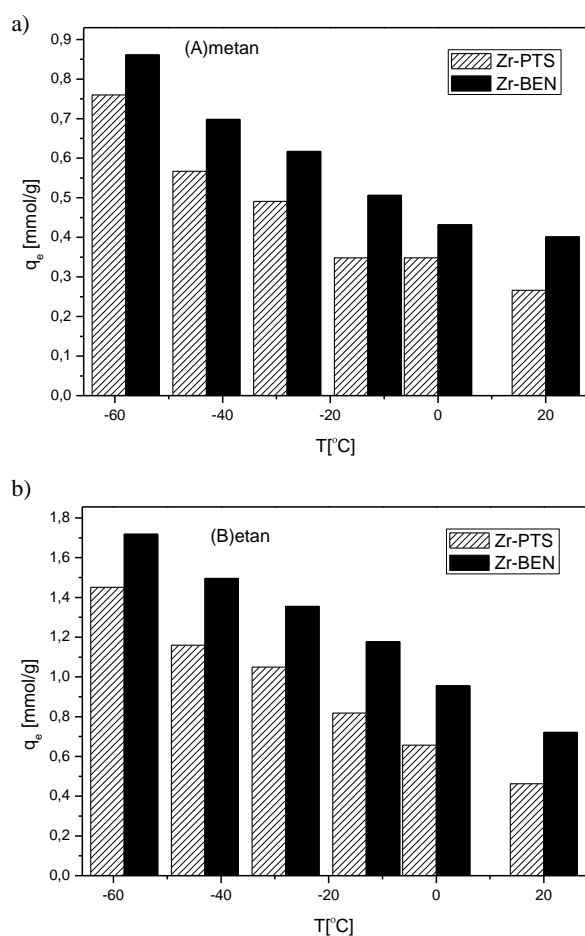 a)
(A)metan
Zr-PTS
Zr-BEN
0,9
0,8
0,7
0,6
0,5
0,4
0,3
0,2
0,1
0,0
qe [mmol/g]
-60 -40 -20 0 20
T[°C]
b)
(B)etan
Zr-PTS
Zr-BEN
1,8
1,6
1,4
1,2
1,0
0,8
0,6
0,4
0,2
0,0
qe [mmol/g]
-60 -40 -20 0 20
T[°C]